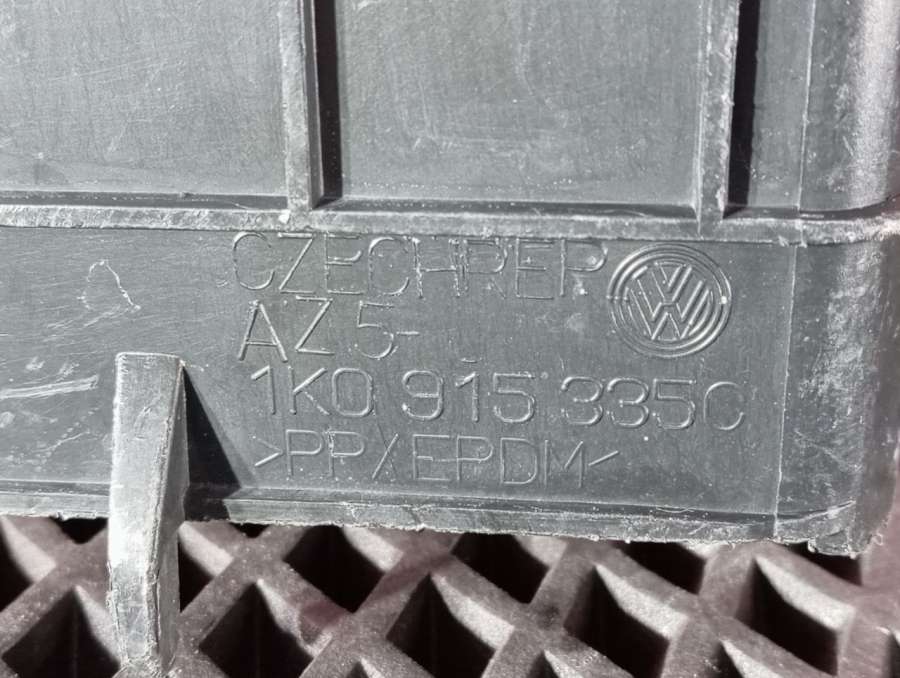 CZECHREP
AZ 5-
1K0 915 335C
>PP/EPDM<